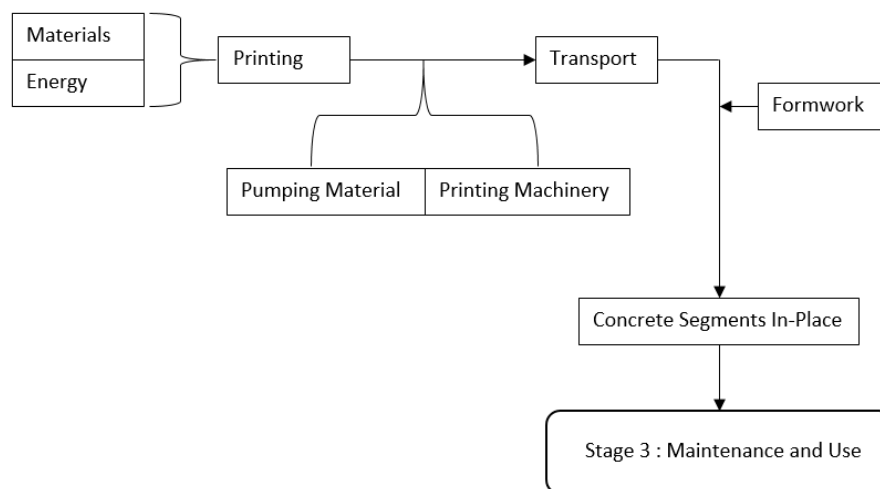 Materials
Energy
Printing
Transport
Formwork
Pumping Material
Printing Machinery
Concrete Segments In-Place
Stage 3 : Maintenance and Use